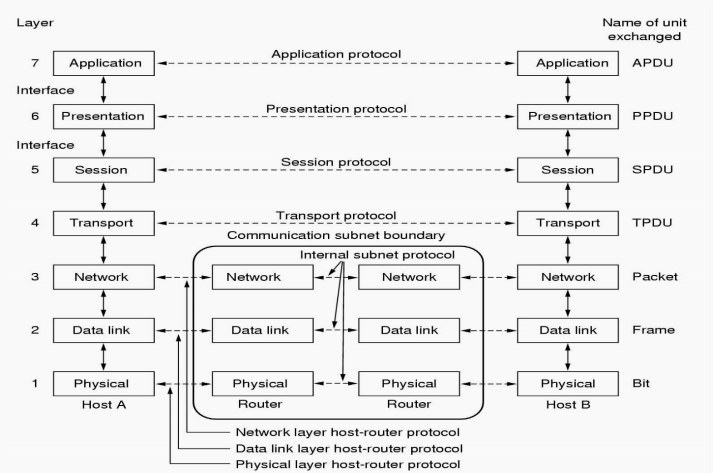 Layer
Name of unit
exchanged
Application protocol
7 Application Application APDU
Interface
Presentation protocol
6 Presentation Presentation PPDU
Interface
Session protocol
5 Session Session SPDU
Transport protocol
4 Transport Transport TPDU
Communication subnet boundary
Internal subnet protocol
3 Network Network Network Network Packet
2 Data link Data link Data link Data link Frame
1 Physical Physical Physical Physical Bit
Host A Router Router Host B
Network layer host-router protocol
Data link layer host-router protocol
Physical layer host-router protocol